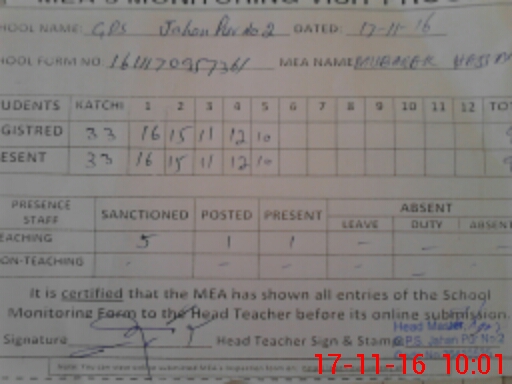 MEA'S MONITORING VISIT
HOOL NAME: GPS Jahan Pur No 2 DATED: 17-11-16
HOOL FORM NO MEA NAME
UDENTS KATCHI 1 2 3 4 5 6 7 8 9 10 11 12 TOT
GISTRED 33 16 15 11 12 10
ESENT 33 16 15 11 12 10
PRESENCE STAFF SANCTIONED POSTED PRESENT ABSENT
LEAVE DUTY ABSENT
EACHING 5 1 1 - - -
ON-TEACHING - - - - -
It is certified that the MEA has shown all entries of the School
Monitoring Form to the Head Teacher before its online submission.
Signature Head Teacher Sign & Stamp
Head Master
G.P.S. Jahan Pur No.2
17-11-16 10:01